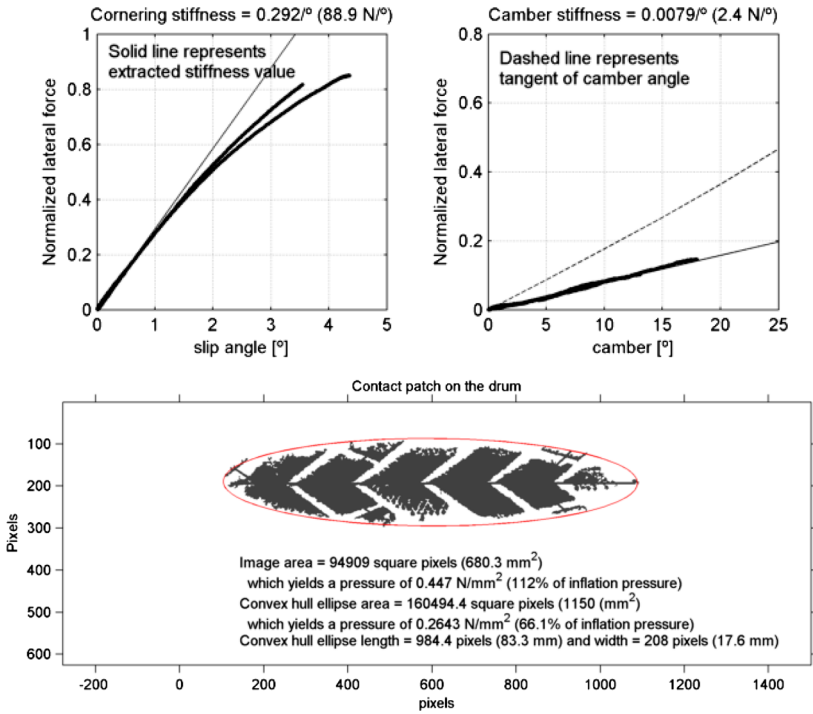 Cornering stiffness = 0.292/º (88.9 N/º)
Normalized lateral force
1
0.8
0.6
0.4
0.2
0
Solid line represents
extracted stiffness value
0 1 2 3 4 5
slip angle [º]
Camber stiffness = 0.0079/º (2.4 N/º)
Normalized lateral force
0.8
0.6
0.4
0.2
0
Dashed line represents
tangent of camber angle
0 5 10 15 20 25
camber [º]
Contact patch on the drum
Pixels
100
200
300
400
500
600
Image area = 94909 square pixels (680.3 mm²)
which yields a pressure of 0.447 N/mm² (112% of inflation pressure)
Convex hull ellipse area = 160494.4 square pixels (1150 (mm²)
which yields a pressure of 0.2643 N/mm² (66.1% of inflation pressure)
Convex hull ellipse length = 984.4 pixels (83.3 mm) and width = 208 pixels (17.6 mm)
-200 0 200 400 600 800 1000 1200 1400
pixels